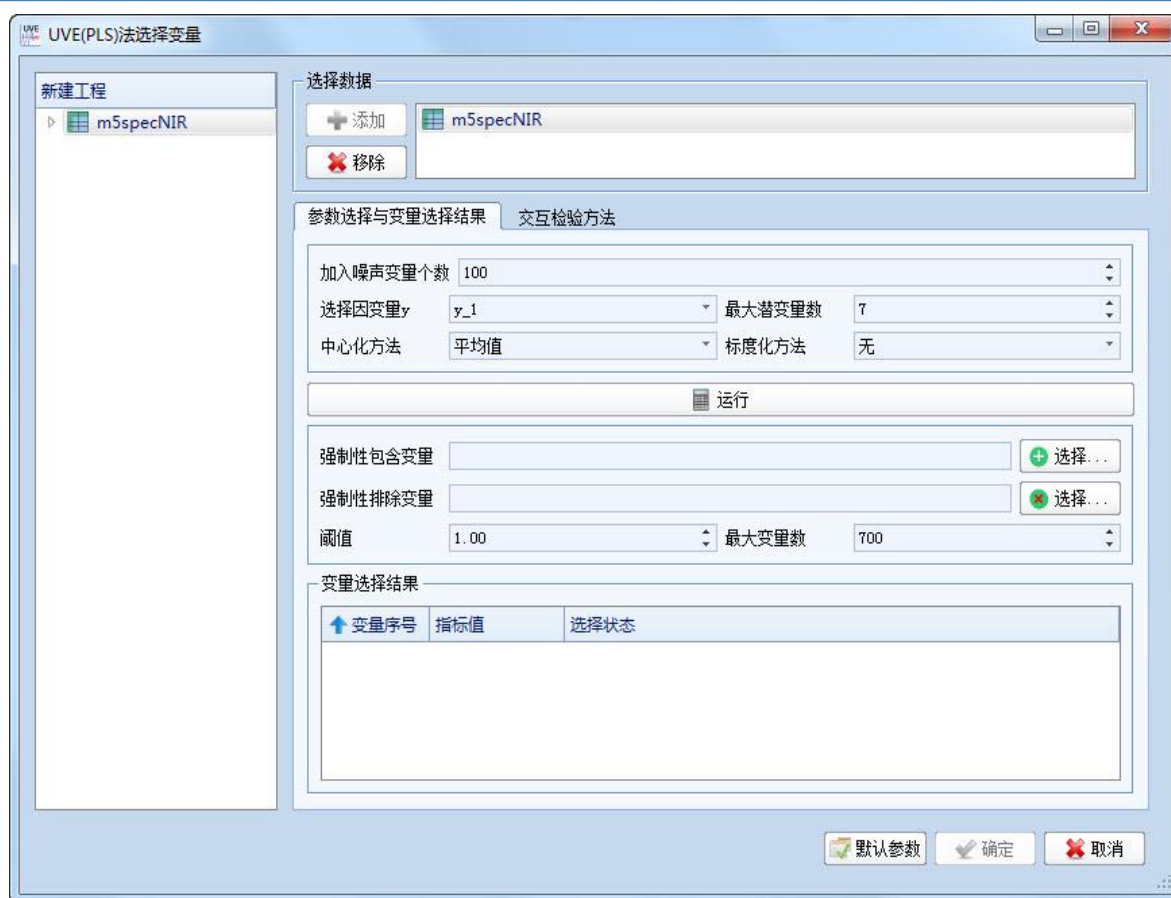 UVE UVE(PLS)法选择变量
新建工程
m5specNIR
选择数据
添加
m5specNIR
移除
参数选择与变量选择结果 交互检验方法
加入噪声变量个数 100
选择因变量y y_1 最大潜变量数 7
中心化方法 平均值 标度化方法 无
运行
强制性包含变量 选择...
强制性排除变量 选择...
阈值 1.00 最大变量数 700
变量选择结果
变量序号 指标值 选择状态
默认参数 确定 取消